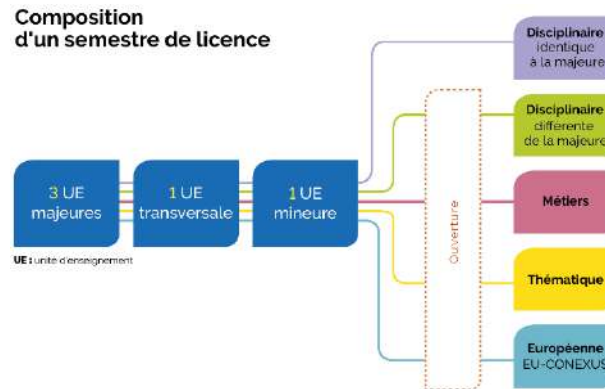 Composition
d'un semestre de licence
3 UE
majeures
1 UE
transversale
1 UE
mineure
UE : unité d'enseignement
Ouverture
Disciplinaire
identique
à la majeure
Disciplinaire
différente
de la majeure
Métiers
Thématique
Européenne
EU-CONEXUS